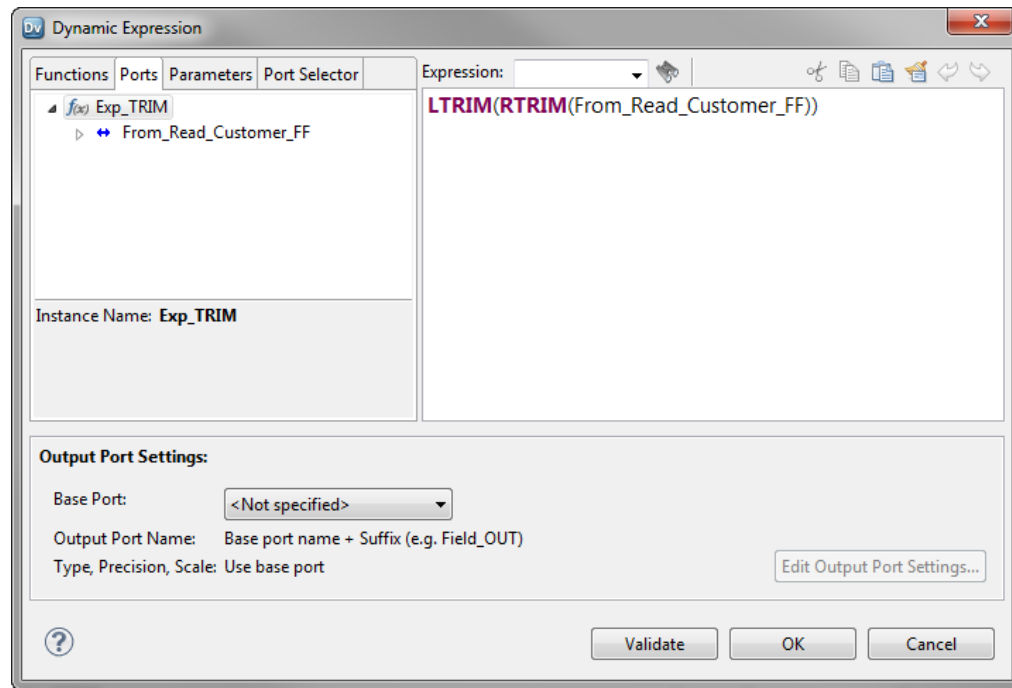 Dv Dynamic Expression
Functions Ports Parameters Port Selector
Expression:
f(x) Exp_TRIM
From_Read_Customer_FF
LTRIM(RTRIM(From_Read_Customer_FF))
Instance Name: Exp_TRIM
Output Port Settings:
Base Port: <Not specified>
Output Port Name: Base port name + Suffix (e.g. Field_OUT)
Type, Precision, Scale: Use base port
Edit Output Port Settings...
? Validate OK Cancel